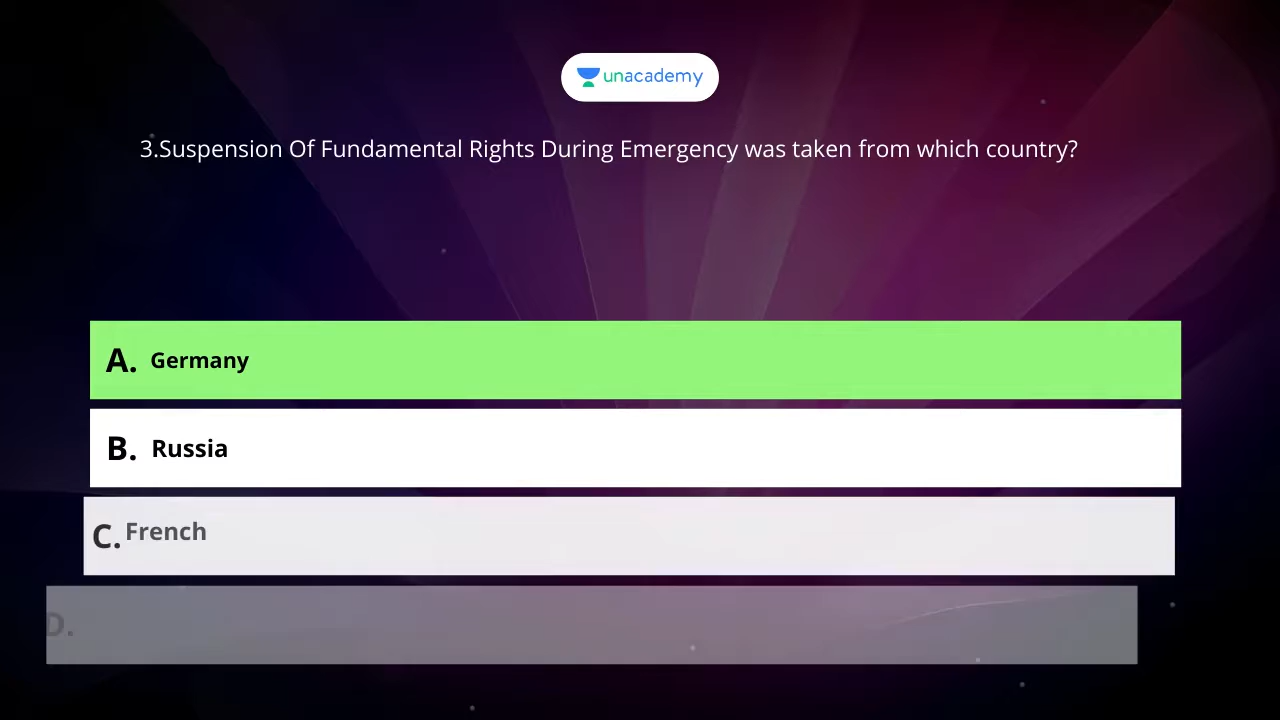 unacademy
3.Suspension Of Fundamental Rights During Emergency was taken from which country?
A. Germany
B. Russia
C. French
D.